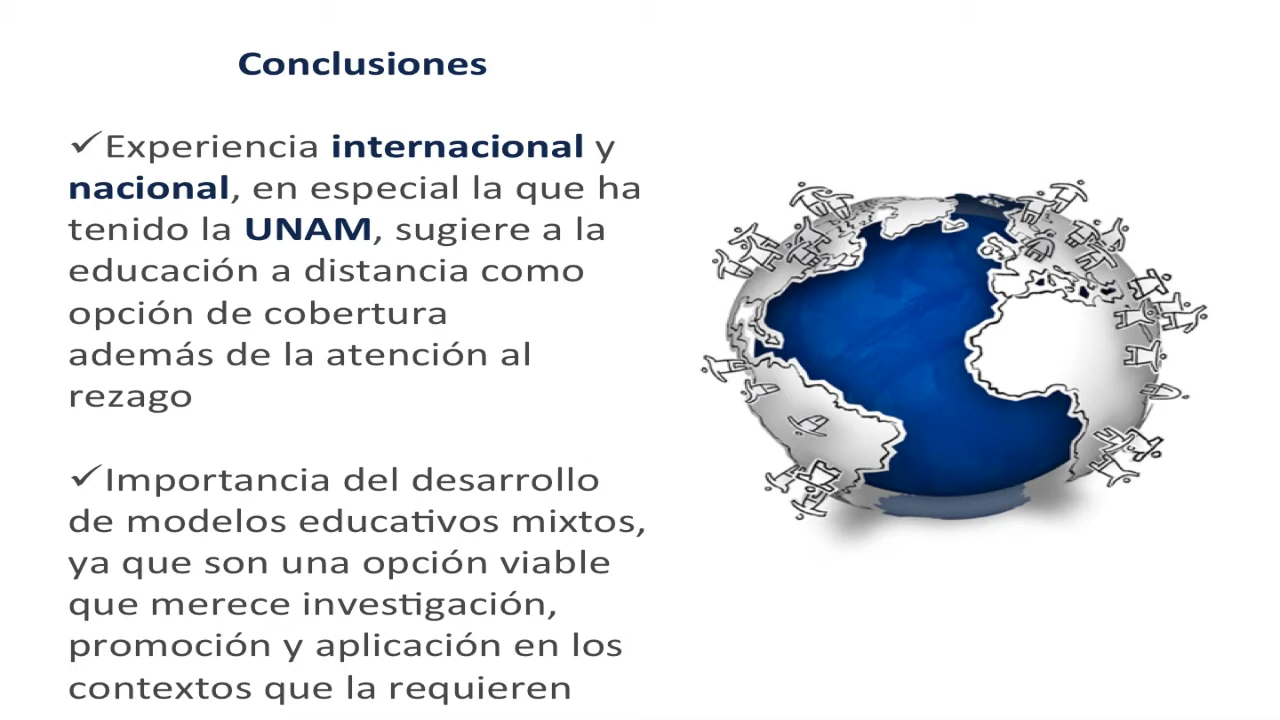 Conclusiones
✓Experiencia internacional y
nacional, en especial la que ha
tenido la UNAM, sugiere a la
educación a distancia como
opción de cobertura
además de la atención al
rezago
✓Importancia del desarrollo
de modelos educativos mixtos,
ya que son una opción viable
que merece investigación,
promoción y aplicación en los
contextos que la requieren